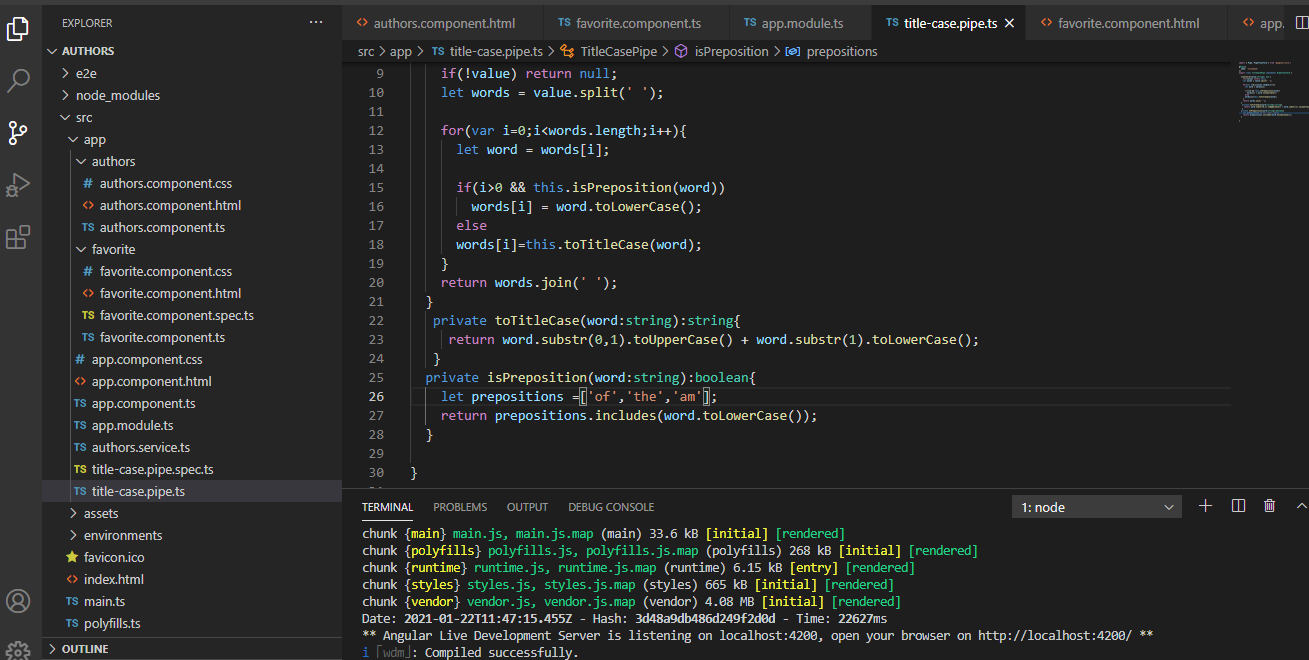 EXPLORER
···
AUTHORS
e2e
node_modules
src
app
authors
# authors.component.css
<> authors.component.html
TS authors.component.ts
favorite
# favorite.component.css
<> favorite.component.html
TS favorite.component.spec.ts
TS favorite.component.ts
# app.component.css
<> app.component.html
TS app.component.ts
TS app.module.ts
TS authors.service.ts
TS title-case.pipe.spec.ts
TS title-case.pipe.ts
assets
environments
favicon.ico
<> index.html
TS main.ts
TS polyfills.ts
OUTLINE
<> authors.component.html TS favorite.component.ts TS app.module.ts TS title-case.pipe.ts <> favorite.component.html <> app.
src > app > TS title-case.pipe.ts > TitleCasePipe > isPreposition > prepositions
9 if(!value) return null;
10 let words = value.split(' ');
11
12 for(var i=0;i<words.length;i++){
13 let word = words[i];
14
15 if(i>0 && this.isPreposition(word))
16 words[i] = word.toLowerCase();
17 else
18 words[i]=this.toTitleCase(word);
19 }
20 return words.join(' ');
21 }
22 private toTitleCase(word:string):string{
23 return word.substr(0,1).toUpperCase() + word.substr(1).toLowerCase();
24 }
25 private isPreposition(word:string):boolean{
26 let prepositions =['of','the','am'];
27 return prepositions.includes(word.toLowerCase());
28 }
29
30 }
TERMINAL PROBLEMS OUTPUT DEBUG CONSOLE 1: node
chunk {main} main.js, main.js.map (main) 33.6 kB [initial] [rendered]
chunk {polyfills} polyfills.js, polyfills.js.map (polyfills) 268 kB [initial] [rendered]
chunk {runtime} runtime.js, runtime.js.map (runtime) 6.15 kB [entry] [rendered]
chunk {styles} styles.js, styles.js.map (styles) 665 kB [initial] [rendered]
chunk {vendor} vendor.js, vendor.js.map (vendor) 4.08 MB [initial] [rendered]
Date: 2021-01-22T11:47:15.455Z - Hash: 3d48a9db486d249f2d0d - Time: 22627ms
** Angular Live Development Server is listening on localhost:4200, open your browser on http://localhost:4200/ **
i ｢wdm｣: Compiled successfully.